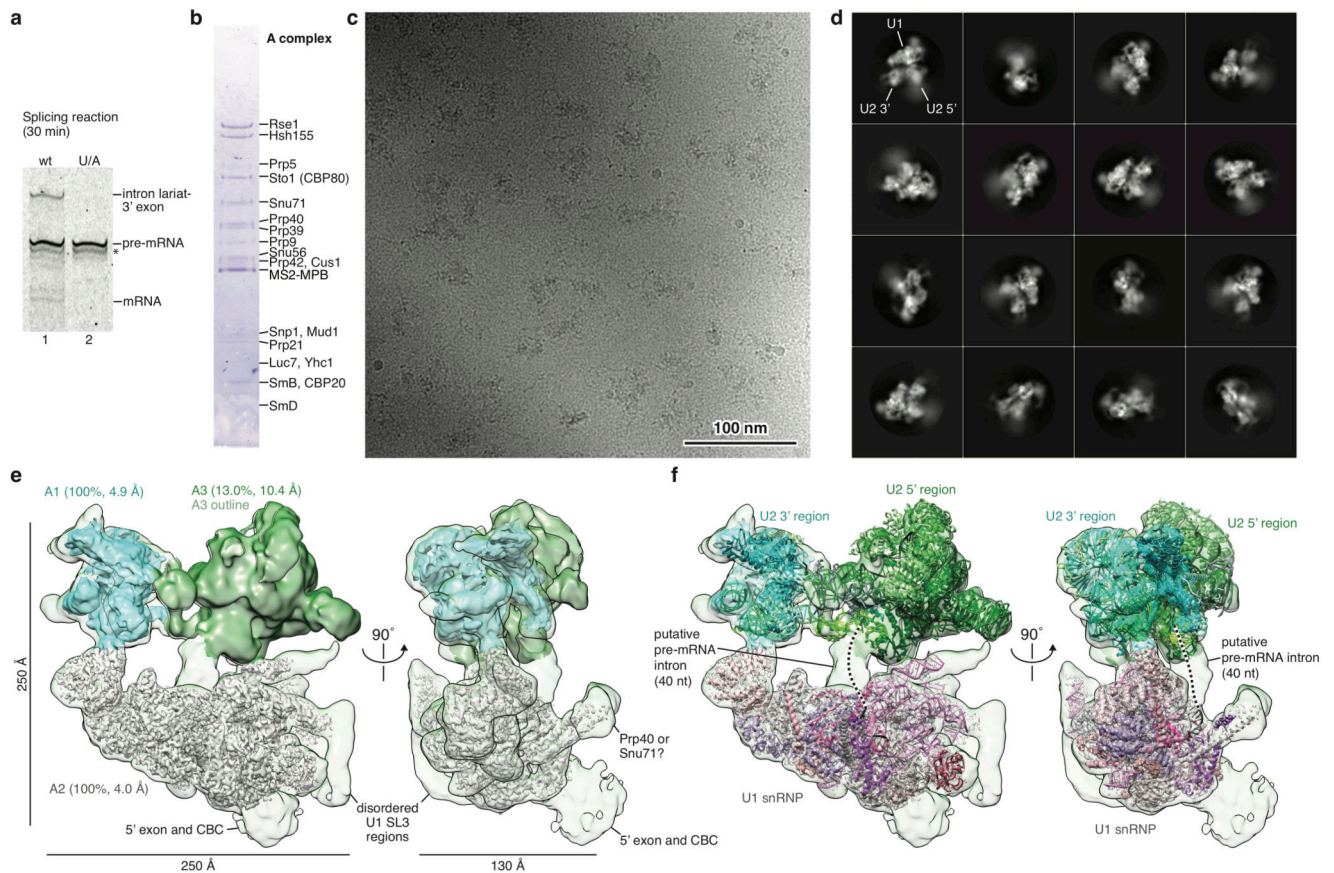 a
Splicing reaction
(30 min)
wt
U/A
intron lariat-
3’ exon
pre-mRNA
*
mRNA
1
2
b
A complex
Rse1
Hsh155
Prp5
Sto1 (CBP80)
Snu71
Prp40
Prp39
Prp9
Snu56
Prp42, Cus1
MS2-MPB
Snp1, Mud1
Prp21
Luc7, Yhc1
SmB, CBP20
SmD
c
100 nm
d
U1
U2 3’
U2 5’
e
A1 (100%, 4.9 Å)
A3 (13.0%, 10.4 Å)
A3 outline
250 Å
90°
A2 (100%, 4.0 Å)
5’ exon and CBC
disordered
U1 SL3
regions
Prp40 or
Snu71?
5’ exon and CBC
250 Å
130 Å
f
U2 3’ region
U2 5’ region
putative
pre-mRNA
intron
(40 nt)
U1 snRNP
90°
U2 3’ region
U2 5’ region
putative
pre-mRNA intron
(40 nt)
U1 snRNP